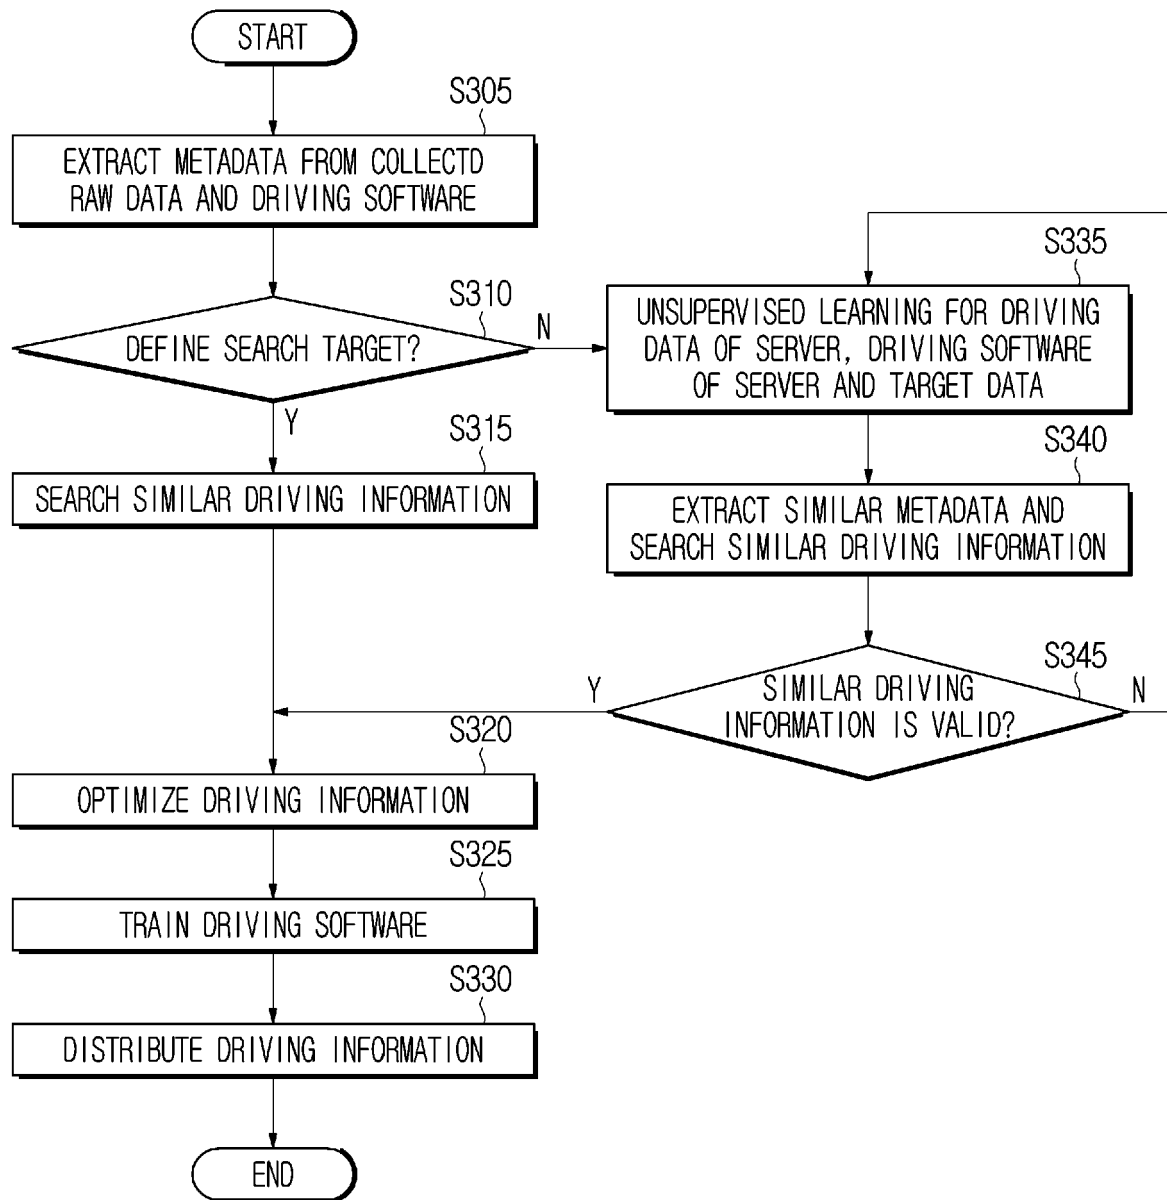 START
S305
EXTRACT METADATA FROM COLLECTD
RAW DATA AND DRIVING SOFTWARE
S310
DEFINE SEARCH TARGET?
N
Y
S315
SEARCH SIMILAR DRIVING INFORMATION
S335
UNSUPERVISED LEARNING FOR DRIVING
DATA OF SERVER, DRIVING SOFTWARE
OF SERVER AND TARGET DATA
S340
EXTRACT SIMILAR METADATA AND
SEARCH SIMILAR DRIVING INFORMATION
S345
SIMILAR DRIVING
INFORMATION IS VALID?
Y
N
S320
OPTIMIZE DRIVING INFORMATION
S325
TRAIN DRIVING SOFTWARE
S330
DISTRIBUTE DRIVING INFORMATION
END